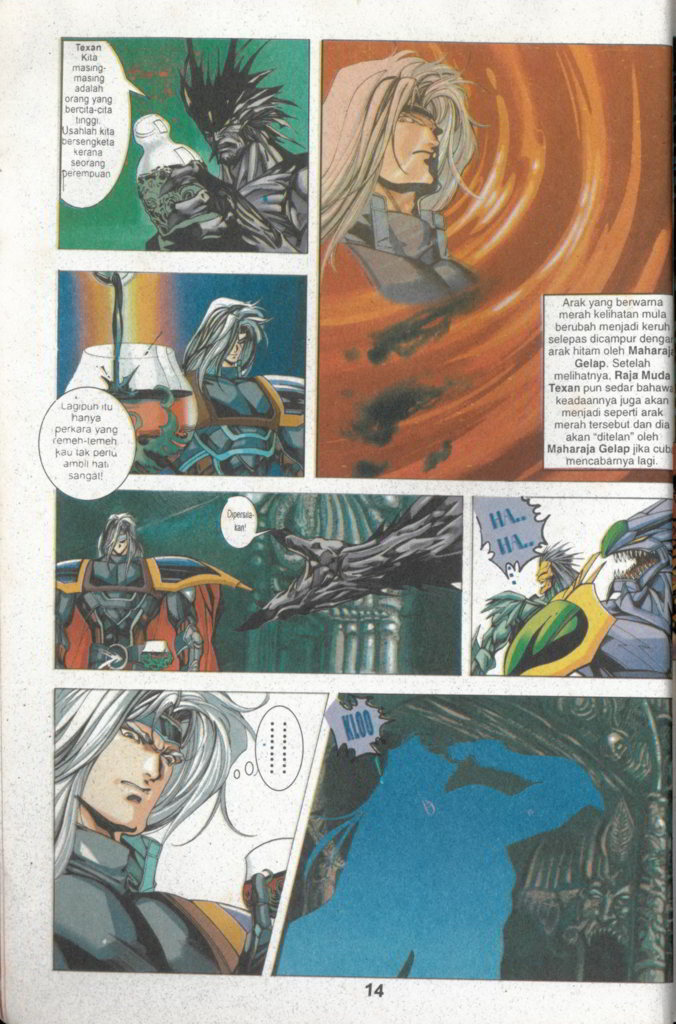 Texan
Kita
masing-
masing
adalah
orang yang
bercita-cita
tinggi.
Usahlah kita
bersengketa
kerana
seorang
perempuan
Arak yang berwarna
merah kelihatan mula
berubah menjadi keruh
selepas dicampur dengan
arak hitam oleh Maharaja
Gelap. Setelah
melihatnya, Raja Muda
Texan pun sedar bahawa
keadaannya juga akan
menjadi seperti arak
merah tersebut dan dia
akan "ditelan" oleh
Maharaja Gelap jika cuba
mencabarnya lagi.
Lagipun itu
hanya
perkara yang
remeh-temeh
kau tak perlu
ambil hati
sangat!
Dipersila-
kan!
HA..
HA..
KLOO
14